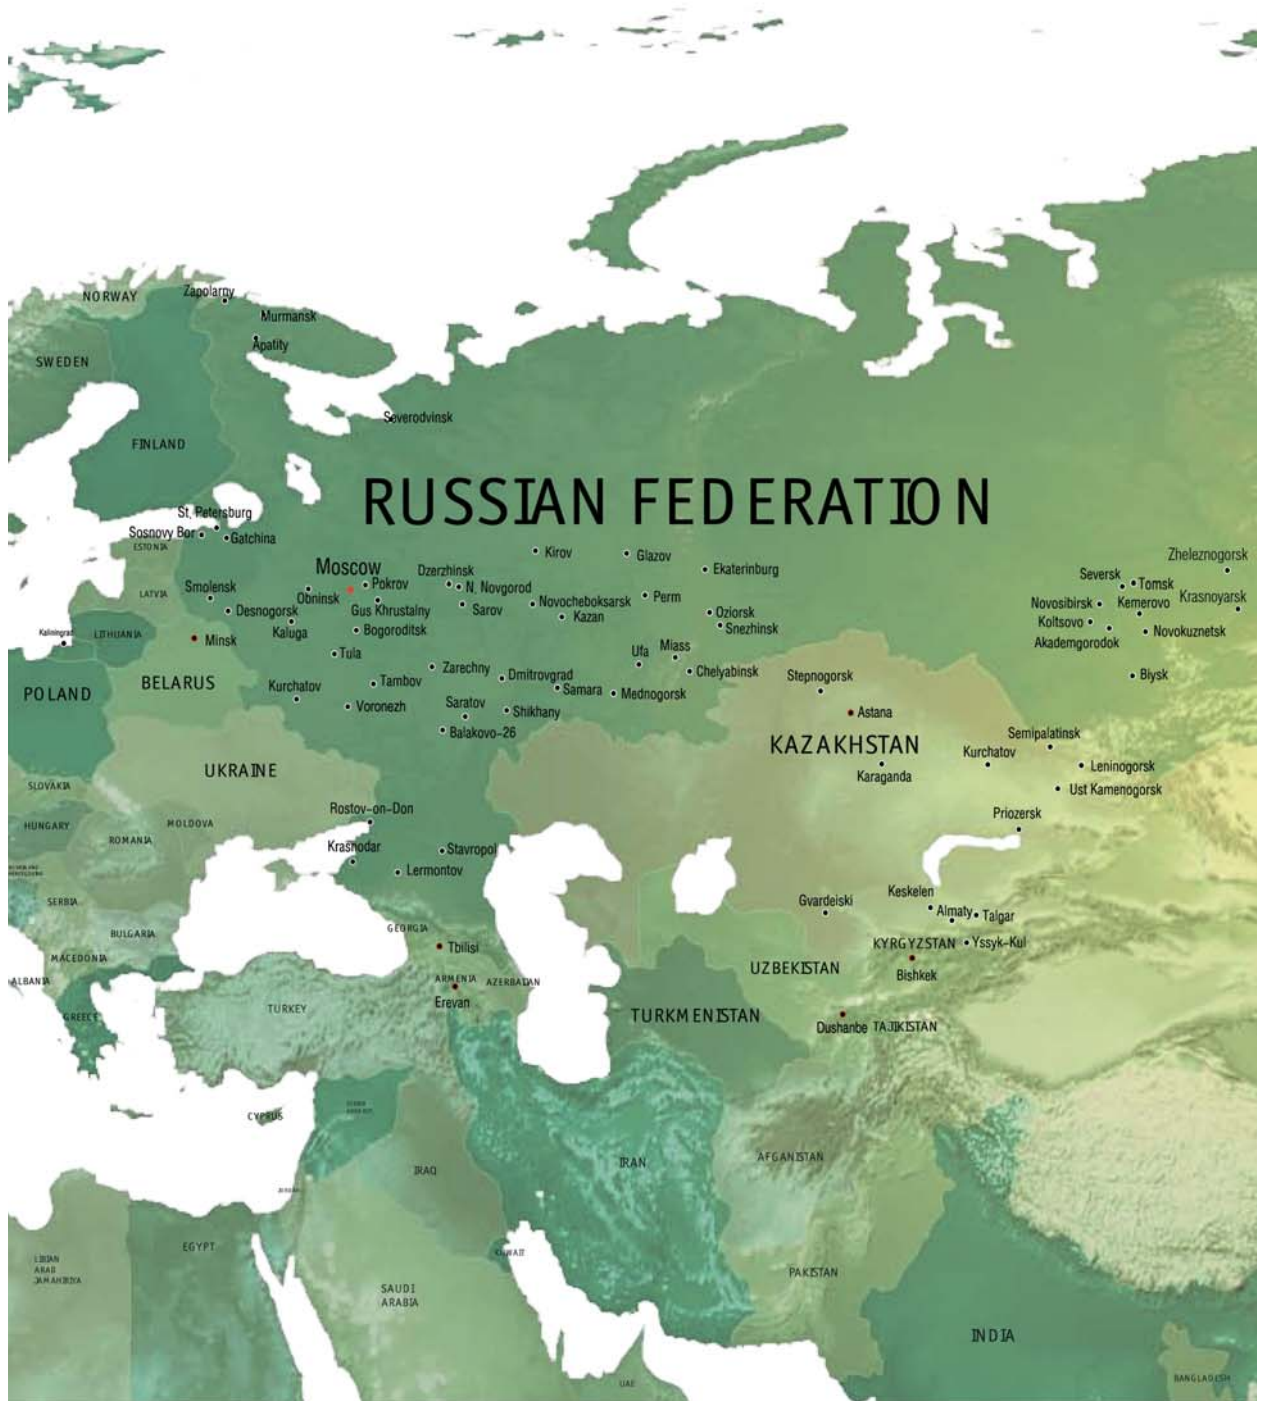 NORWAY
Zapolarny
Murmansk
Apatity
SWEDEN
Severodvinsk
FINLAND
RUSSIAN FEDERATION
St. Petersburg
Sosnovy Bor
Gatchina
ESTONIA
Kirov
Glazov
Zheleznogorsk
Moscow
Dzerzhinsk
Ekaterinburg
Seversk
Tomsk
Pokrov
N. Novgorod
Smolensk
LATVIA
Obninsk
Perm
Krasnoyarsk
Novocheboksarsk
Novosibirsk
Kemerovo
Desnogorsk
Gus Khrustalny
Sarov
Kazan
Oziorsk
Koltsovo
Kaliningrad
LITHUANIA
Kaluga
Bogoroditsk
Snezhinsk
Novokuznetsk
Minsk
Akademgorodok
Miass
Tula
Ufa
Zarechny
Chelyabinsk
Dmitrovgrad
Stepnogorsk
Biysk
BELARUS
Tambov
POLAND
Kurchatov
Samara
Mednogorsk
Saratov
Voronezh
Shikhany
Astana
Balakovo-26
Semipalatinsk
KAZAKHSTAN
Kurchatov
UKRAINE
Leninogorsk
Karaganda
SLOVAKIA
Ust Kamenogorsk
Rostov-on-Don
Priozersk
HUNGARY
MOLDOVA
ROMANIA
Krasnodar
Stavropol
Lermontov
Keskelen
SERBIA
Gvardeiski
Almaty
Talgar
GEORGIA
BULGARIA
Tbilisi
KYRGYZSTAN
Yssyk-Kul
MACEDONIA
UZBEKISTAN
Bishkek
ALBANIA
ARMENIA
AZERBAIJAN
Erevan
TURKEY
GREECE
TURKMENISTAN
Dushanbe
TAJIKISTAN
CYPRUS
AFGANISTAN
IRAN
IRAQ
EGYPT
KUWAIT
LIBIAN
ARAB
JAMAHIRIYA
PAKISTAN
SAUDI
ARABIA
INDIA
BANGLADESH
UAE